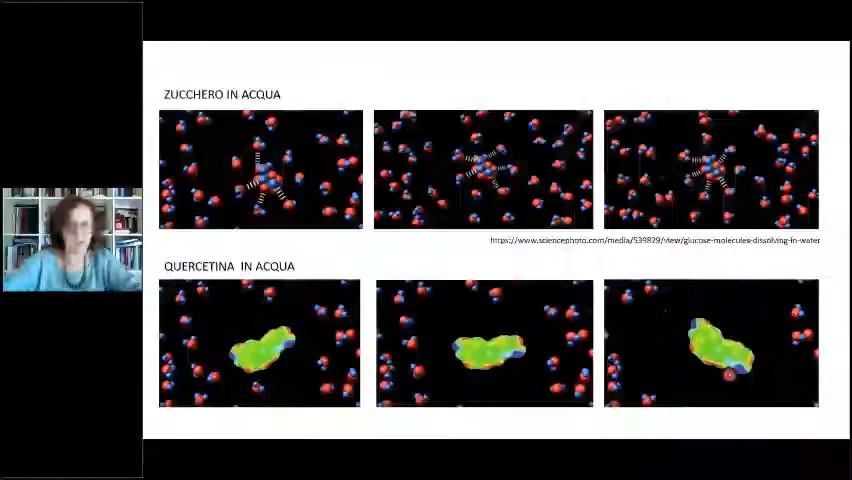 ZUCCHERO IN ACQUA
https://www.sciencephoto.com/media/539829/view/glucose-molecules-dissolving-in-water
QUERCETINA IN ACQUA